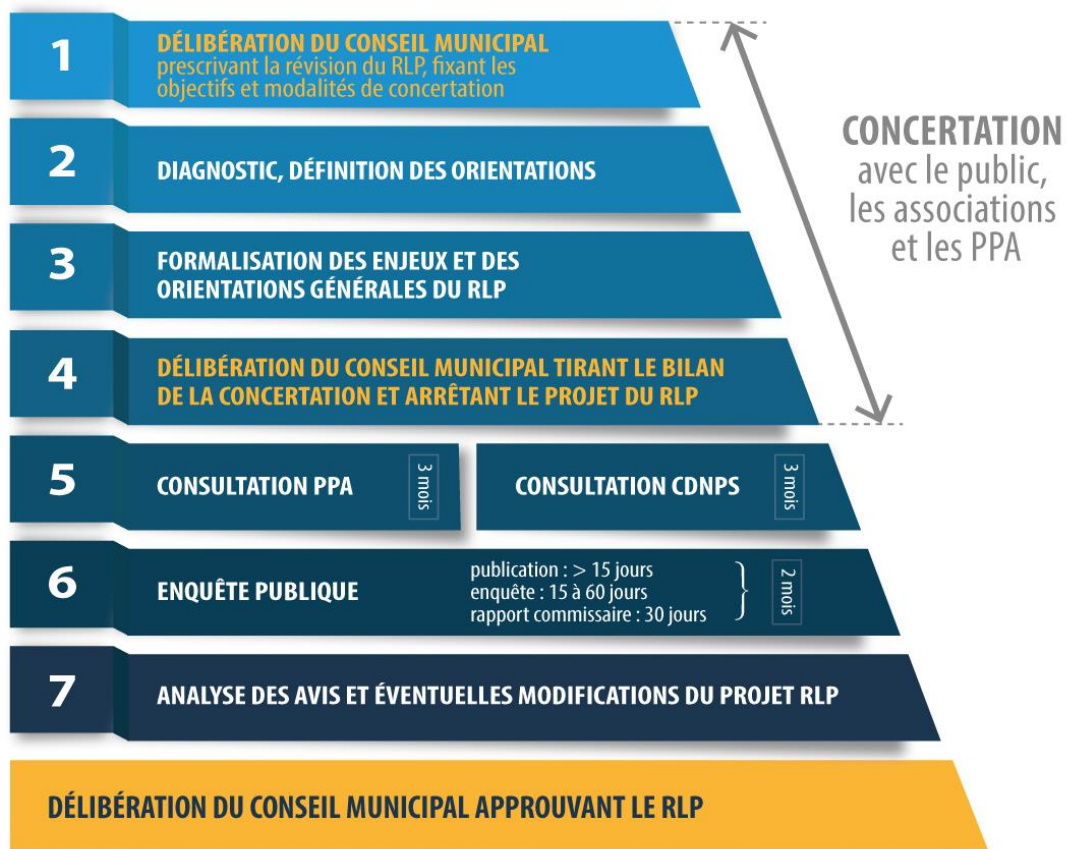 1
DÉLIBÉRATION DU CONSEIL MUNICIPAL
prescrivant la révision du RLP, fixant les
objectifs et modalités de concertation
CONCERTATION
avec le public,
les associations
et les PPA
2
DIAGNOSTIC, DÉFINITION DES ORIENTATIONS
3
FORMALISATION DES ENJEUX ET DES
ORIENTATIONS GÉNÉRALES DU RLP
4
DÉLIBÉRATION DU CONSEIL MUNICIPAL TIRANT LE BILAN
DE LA CONCERTATION ET ARRÊTANT LE PROJET DU RLP
5
CONSULTATION PPA
3 mois
CONSULTATION CDNPS
3 mois
6
ENQUÊTE PUBLIQUE
publication : > 15 jours
enquête : 15 à 60 jours
rapport commissaire : 30 jours
2 mois
7
ANALYSE DES AVIS ET ÉVENTUELLES MODIFICATIONS DU PROJET RLP
DÉLIBÉRATION DU CONSEIL MUNICIPAL APPROUVANT LE RLP